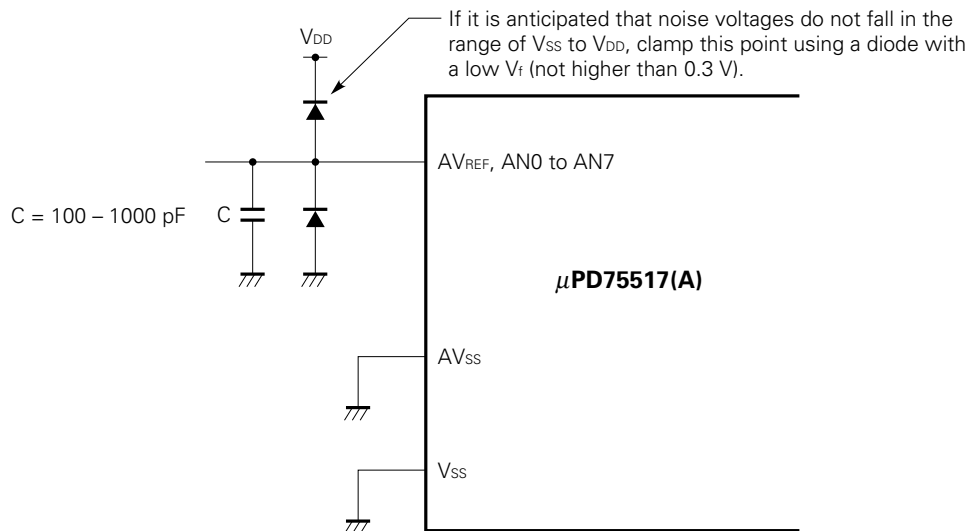 If it is anticipated that noise voltages do not fall in the
range of VSS to VDD, clamp this point using a diode with
a low Vf (not higher than 0.3 V).
VDD
AVREF, AN0 to AN7
C = 100 – 1000 pF
C
μPD75517(A)
AVSS
VSS